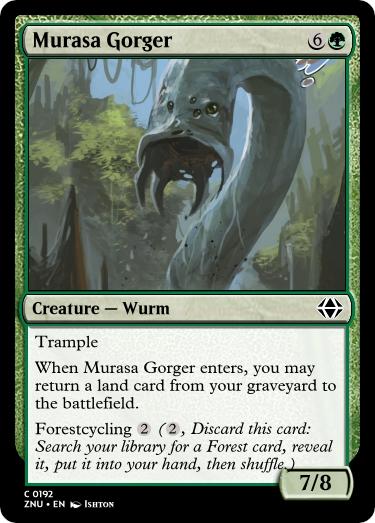 Murasa Gorger 6
Creature — Wurm
Trample
When Murasa Gorger enters, you may
return a land card from your graveyard to
the battlefield.
Forestcycling 2 (2, Discard this card:
Search your library for a Forest card, reveal
it, put it into your hand, then shuffle.)
7/8
C 0192
ZNU • EN Ishton